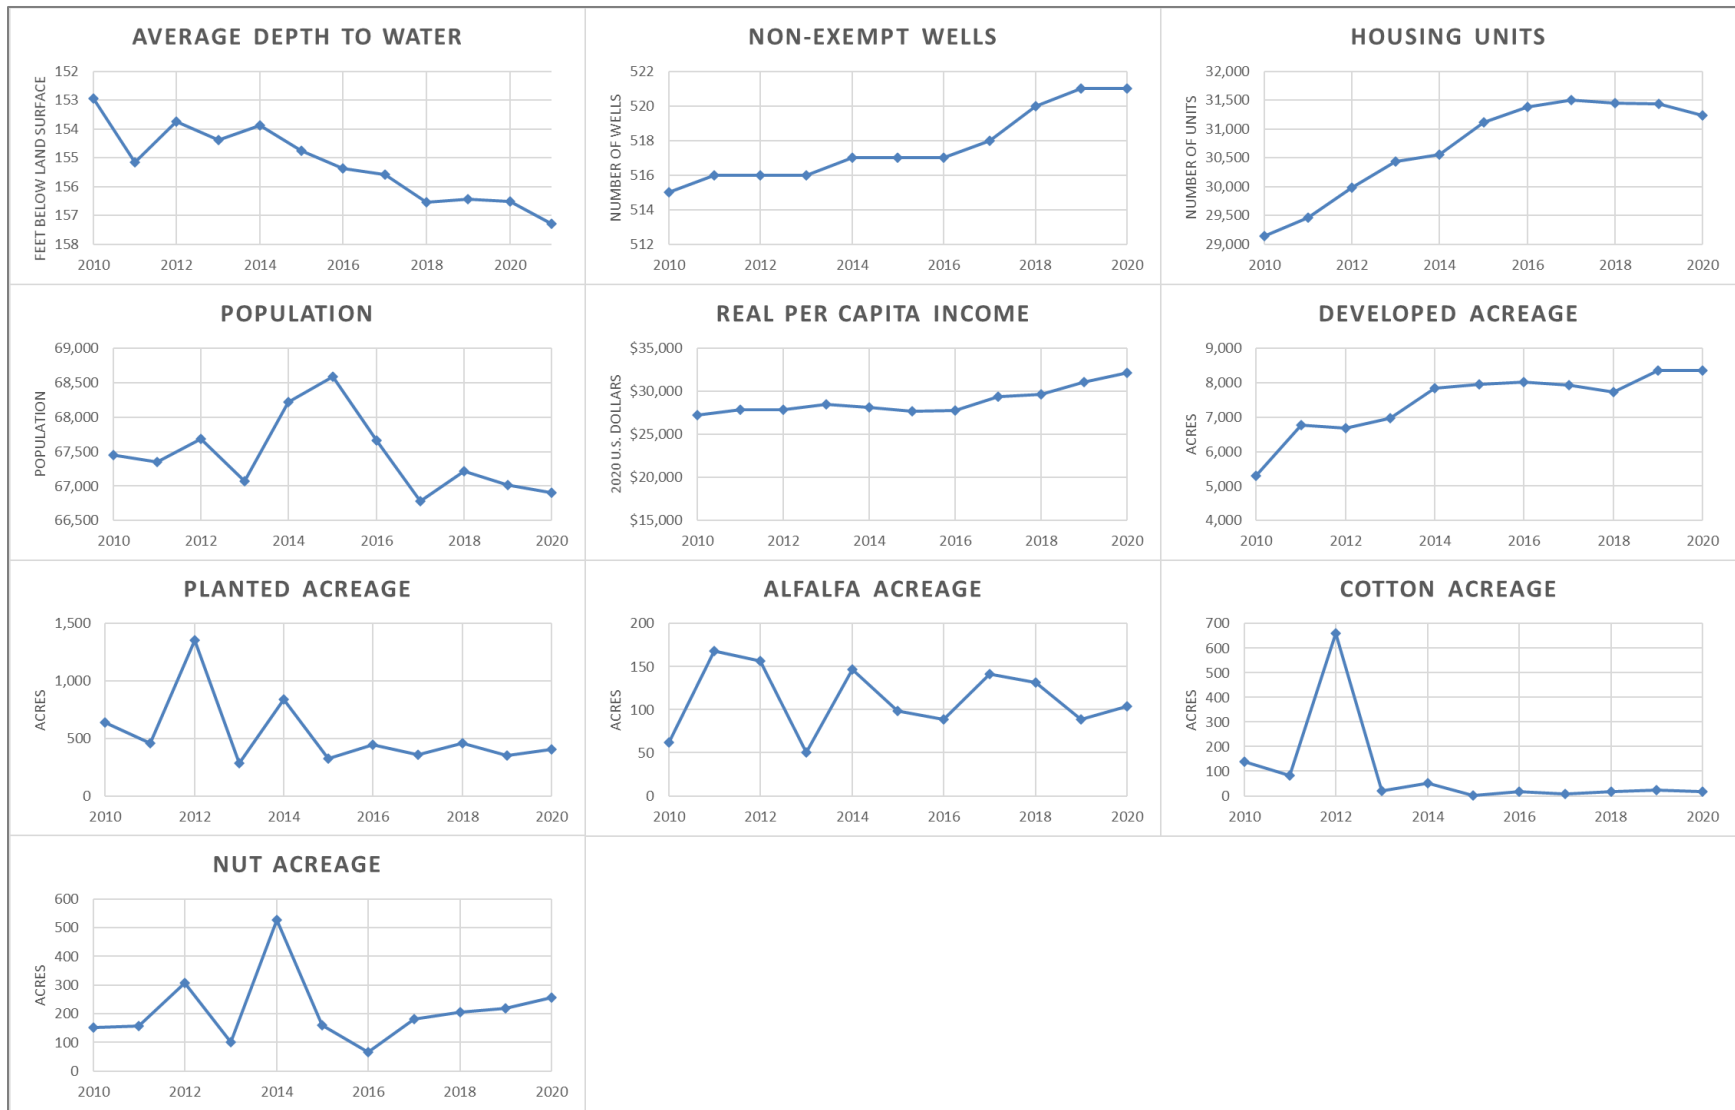 AVERAGE DEPTH TO WATER
FEET BELOW LAND SURFACE
152
153
154
155
156
157
158
2010 2012 2014 2016 2018 2020
NON-EXEMPT WELLS
NUMBER OF WELLS
522
520
518
516
514
512
2010 2012 2014 2016 2018 2020
HOUSING UNITS
NUMBER OF UNITS
32,000
31,500
31,000
30,500
30,000
29,500
29,000
2010 2012 2014 2016 2018 2020
POPULATION
POPULATION
69,000
68,500
68,000
67,500
67,000
66,500
2010 2012 2014 2016 2018 2020
REAL PER CAPITA INCOME
2020 U.S. DOLLARS
$35,000
$30,000
$25,000
$20,000
$15,000
2010 2012 2014 2016 2018 2020
DEVELOPED ACREAGE
ACRES
9,000
8,000
7,000
6,000
5,000
4,000
2010 2012 2014 2016 2018 2020
PLANTED ACREAGE
ACRES
1,500
1,000
500
0
2010 2012 2014 2016 2018 2020
ALFALFA ACREAGE
ACRES
200
150
100
50
0
2010 2012 2014 2016 2018 2020
COTTON ACREAGE
ACRES
700
600
500
400
300
200
100
0
2010 2012 2014 2016 2018 2020
NUT ACREAGE
ACRES
600
500
400
300
200
100
0
2010 2012 2014 2016 2018 2020